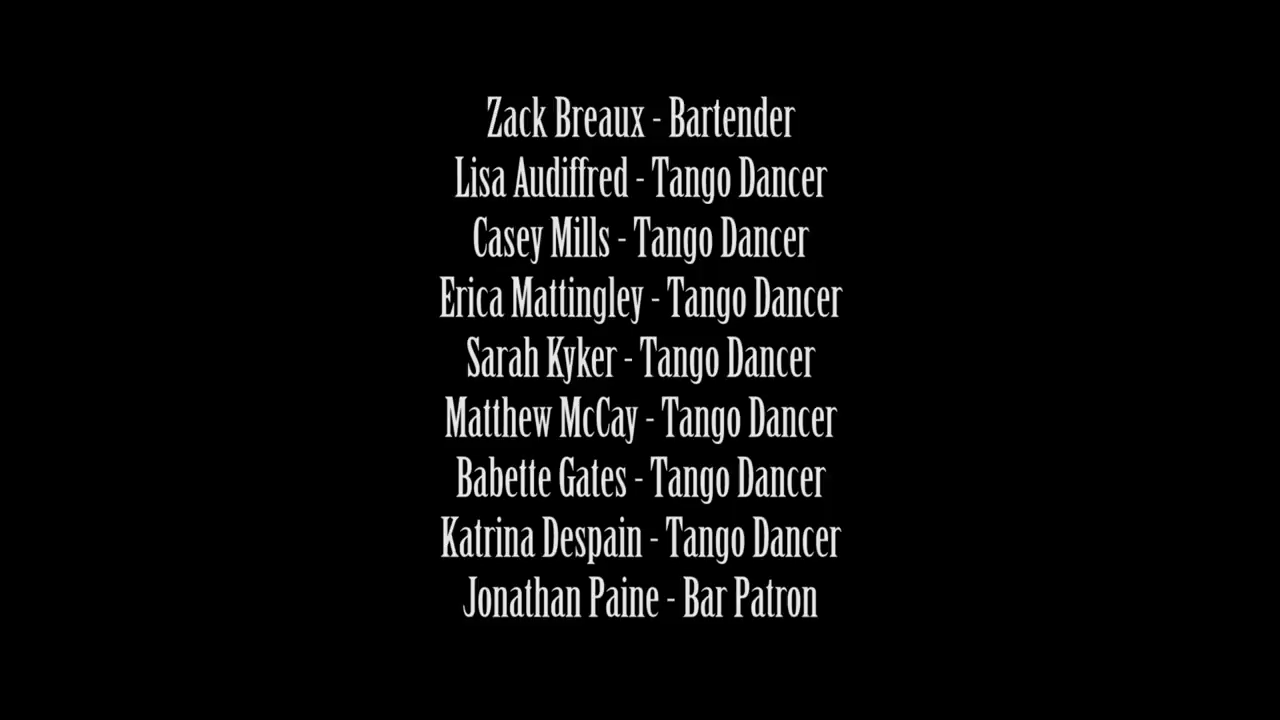 Zack Breaux - Bartender
Lisa Audiffred - Tango Dancer
Casey Mills - Tango Dancer
Erica Mattingley - Tango Dancer
Sarah Kyker - Tango Dancer
Matthew McCay - Tango Dancer
Babette Gates - Tango Dancer
Katrina Despain - Tango Dancer
Jonathan Paine - Bar Patron